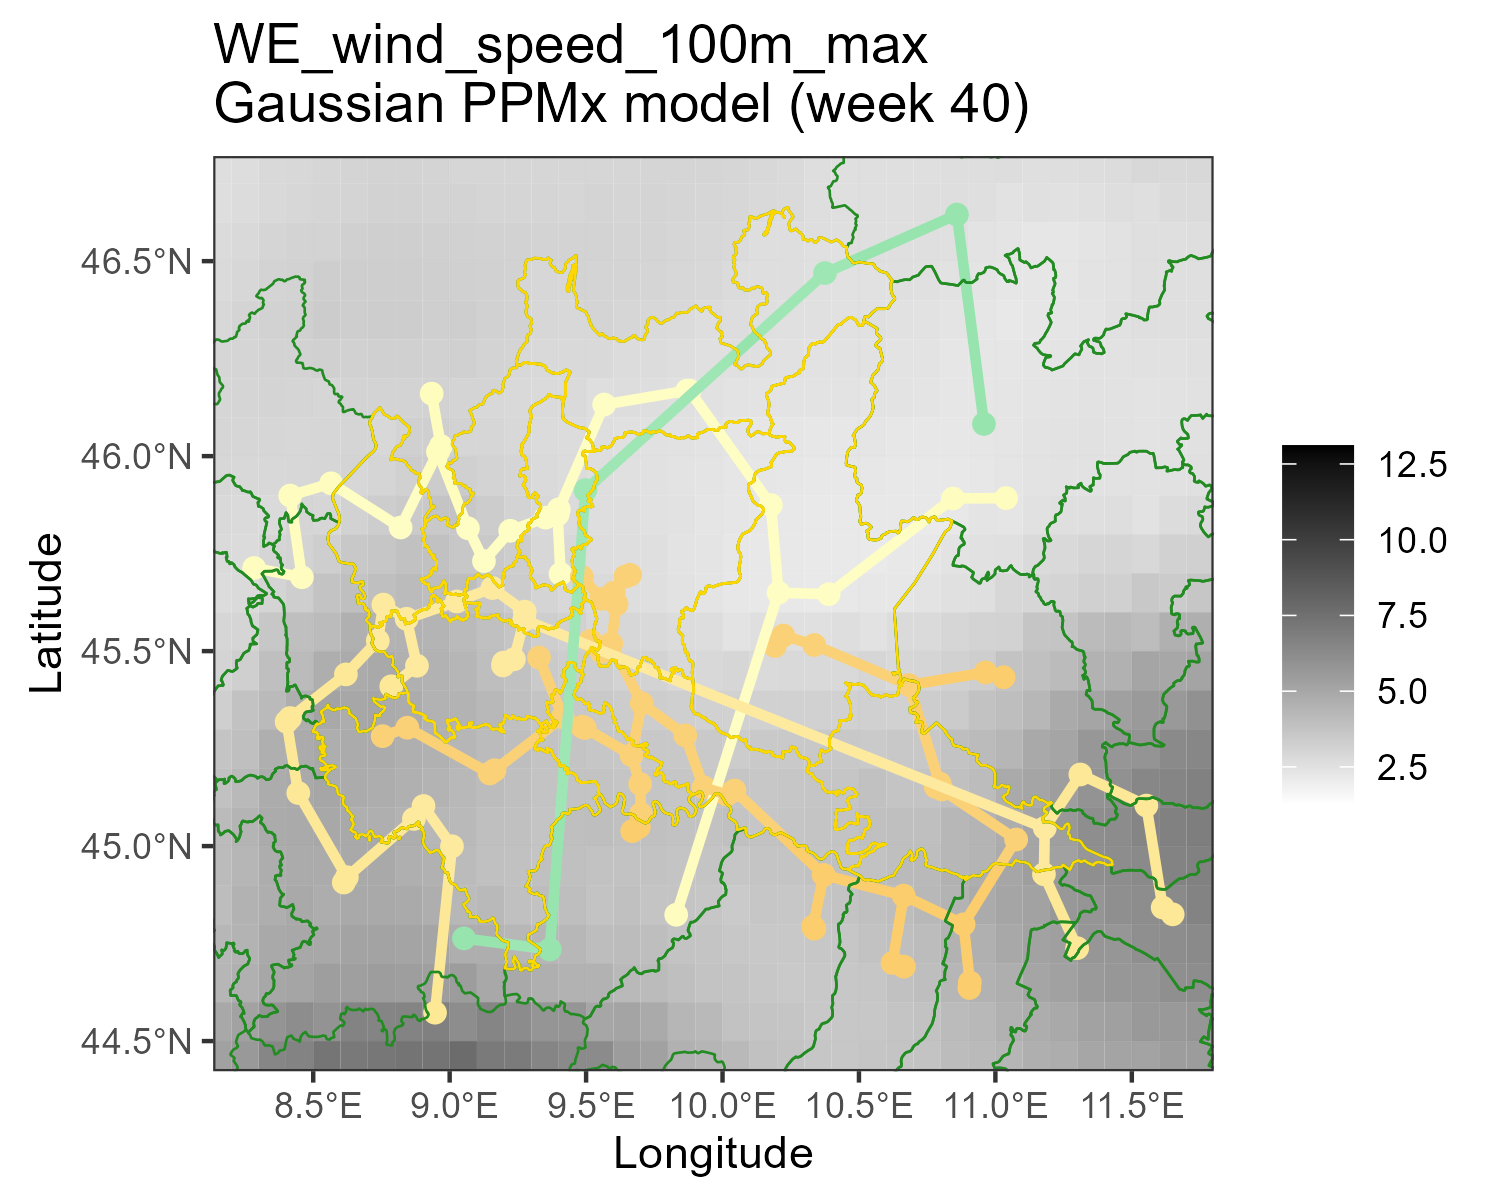 WE_wind_speed_100m_max
Gaussian PPMx model (week 40)
46.5°N
46.0°N
45.5°N
45.0°N
44.5°N
Latitude
8.5°E 9.0°E 9.5°E 10.0°E 10.5°E 11.0°E 11.5°E
Longitude
12.5
10.0
7.5
5.0
2.5